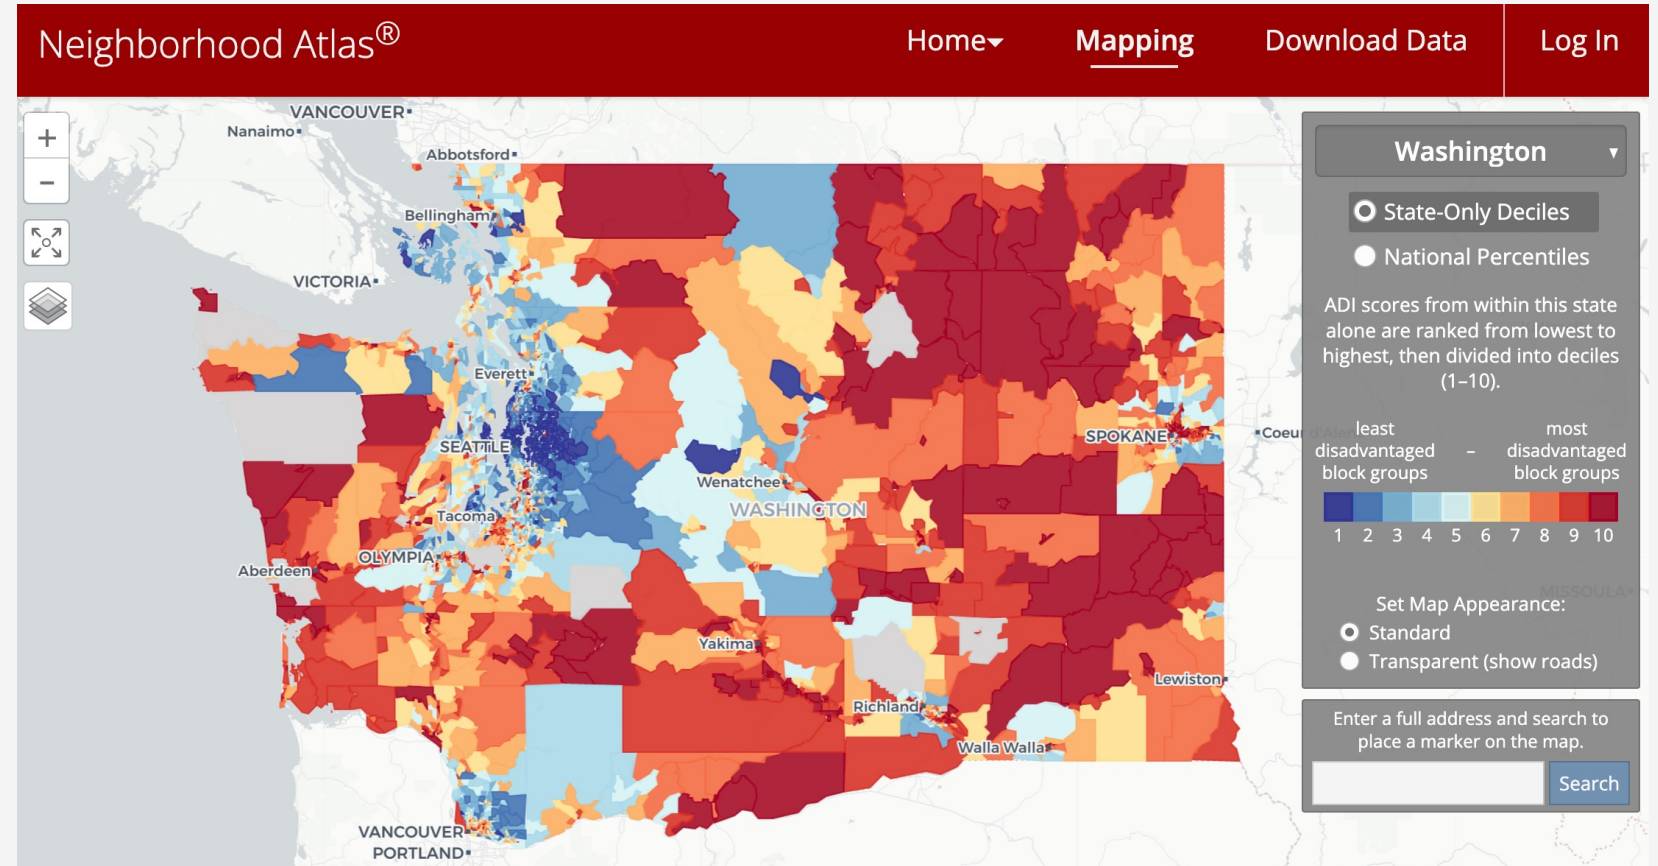 Neighborhood Atlas®
Home▾
Mapping
Download Data
Log In
+
−
VANCOUVER
Nanaimo
Abbotsford
Bellingham
VICTORIA
Everett
SEATTLE
SPOKANE
Wenatchee
WASHINGTON
Tacoma
OLYMPIA
Aberdeen
Yakima
Lewiston
Richland
Walla Walla
VANCOUVER
PORTLAND
Coeur d'Alene
MISSOULA
Washington ▾
State-Only Deciles
National Percentiles
ADI scores from within this state
alone are ranked from lowest to
highest, then divided into deciles
(1–10).
least
disadvantaged
block groups
–
most
disadvantaged
block groups
1 2 3 4 5 6 7 8 9 10
Set Map Appearance:
Standard
Transparent (show roads)
Enter a full address and search to
place a marker on the map.
Search